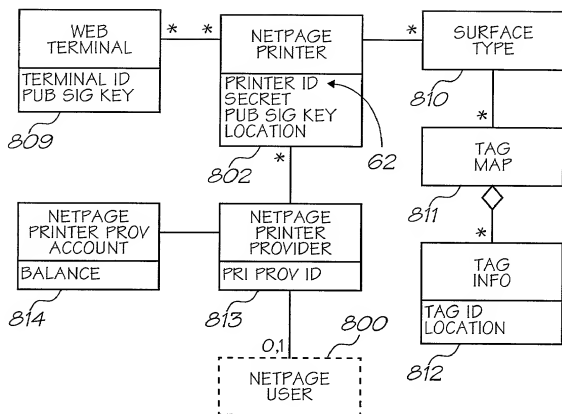 WEB
TERMINAL
TERMINAL ID
PUB SIG KEY
809
*
*
NETPAGE
PRINTER
PRINTER ID
SECRET
PUB SIG KEY
LOCATION
802
62
*
SURFACE
TYPE
810
*
TAG
MAP
811
*
TAG
INFO
TAG ID
LOCATION
812
*
NETPAGE
PRINTER PROV
ACCOUNT
BALANCE
814
NETPAGE
PRINTER
PROVIDER
PRI PROV ID
813
0,1
800
NETPAGE
USER